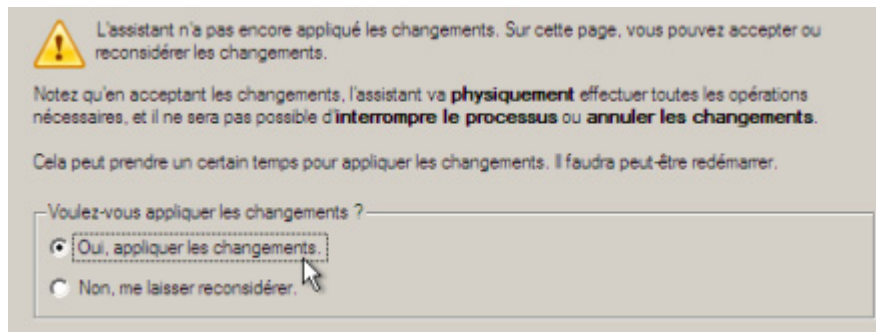 L'assistant n'a pas encore appliqué les changements. Sur cette page, vous pouvez accepter ou
reconsidérer les changements.
Notez qu'en acceptant les changements, l'assistant va physiquement effectuer toutes les opérations
nécessaires, et il ne sera pas possible d'interrompre le processus ou annuler les changements.
Cela peut prendre un certain temps pour appliquer les changements. Il faudra peut-être redémarrer.
Voulez-vous appliquer les changements ?
Oui, appliquer les changements.
Non, me laisser reconsidérer.